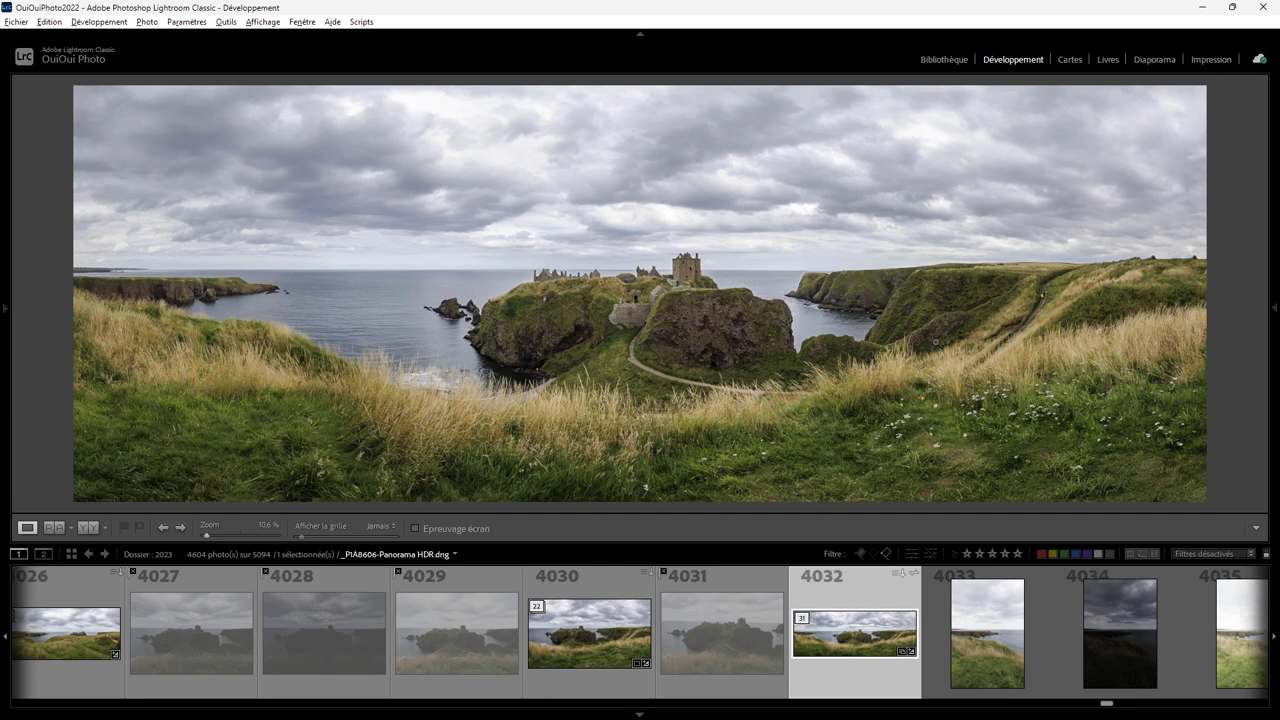 OuiOuiPhoto2022 - Adobe Photoshop Lightroom Classic - Développement
Fichier Edition Développement Photo Paramètres Outils Affichage Fenêtre Aide Scripts
Lrc
Adobe Lightroom Classic
OuiOui Photo
Bibliothèque Développement Cartes Livres Diaporama Impression
R A Y Y Zoom 10,6 % Afficher la grille : Jamais Epreuvage écran
1 2 Dossier : 2023 4604 photo(s) sur 5094 /1 sélectionnée(s) / _P1A8606-Panorama HDR.dng Filtre : Filtres désactivés
026 4027 4028 4029 4030 4031 4032 4033 4034 4035
22 31